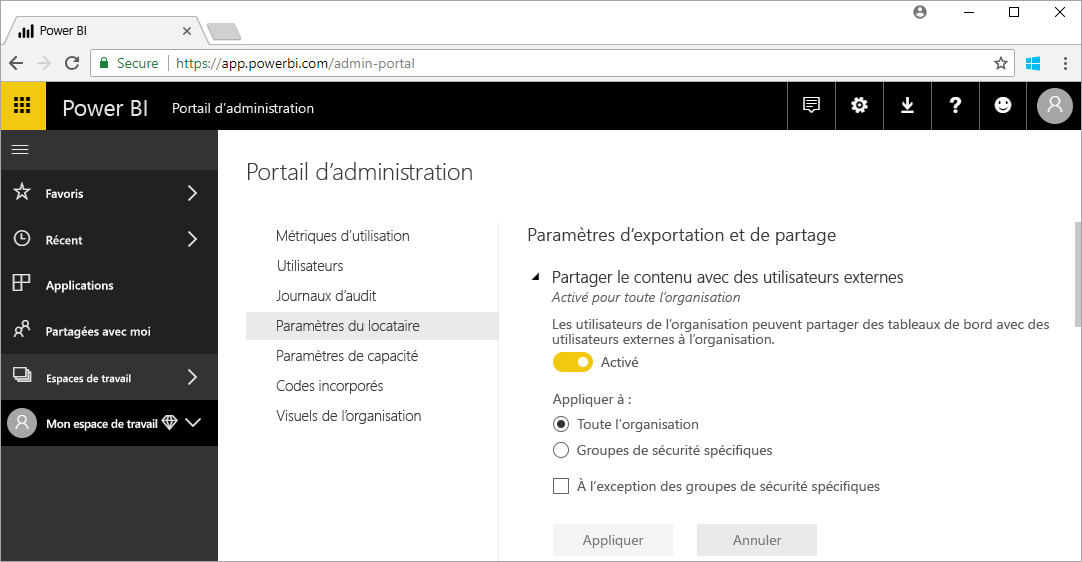 Power BI
Secure https://app.powerbi.com/admin-portal
Power BI Portail d'administration
Favoris
Récent
Applications
Partagées avec moi
Espaces de travail
Mon espace de travail
Portail d'administration
Métriques d'utilisation
Utilisateurs
Journaux d'audit
Paramètres du locataire
Paramètres de capacité
Codes incorporés
Visuels de l'organisation
Paramètres d'exportation et de partage
Partager le contenu avec des utilisateurs externes
Activé pour toute l'organisation
Les utilisateurs de l'organisation peuvent partager des tableaux de bord avec des
utilisateurs externes à l'organisation.
Activé
Appliquer à :
Toute l'organisation
Groupes de sécurité spécifiques
À l'exception des groupes de sécurité spécifiques
Appliquer Annuler